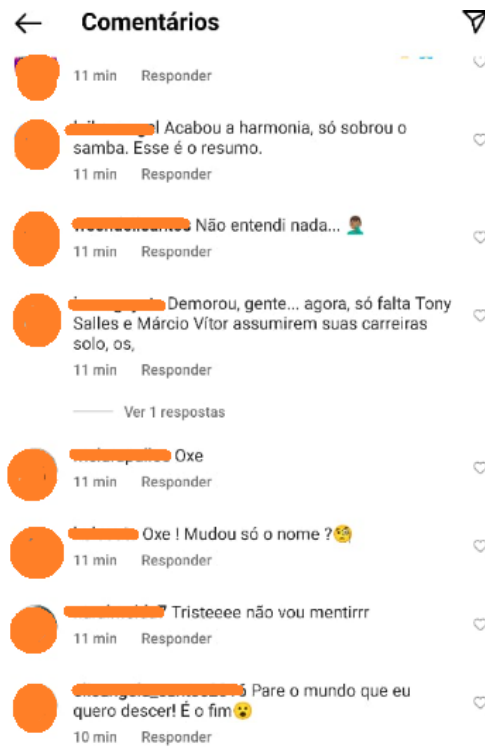 Comentários
11 min Responder
Acabou a harmonia, só sobrou o
samba. Esse é o resumo.
11 min Responder
Não entendi nada... 🤦🏽‍♂️
11 min Responder
Demorou, gente... agora, só falta Tony
Salles e Márcio Vítor assumirem suas carreiras
solo, os,
11 min Responder
Ver 1 respostas
Oxe
11 min Responder
Oxe ! Mudou só o nome ?🧐
11 min Responder
Tristeeee não vou mentirrr
11 min Responder
Pare o mundo que eu
quero descer! É o fim😮
10 min Responder